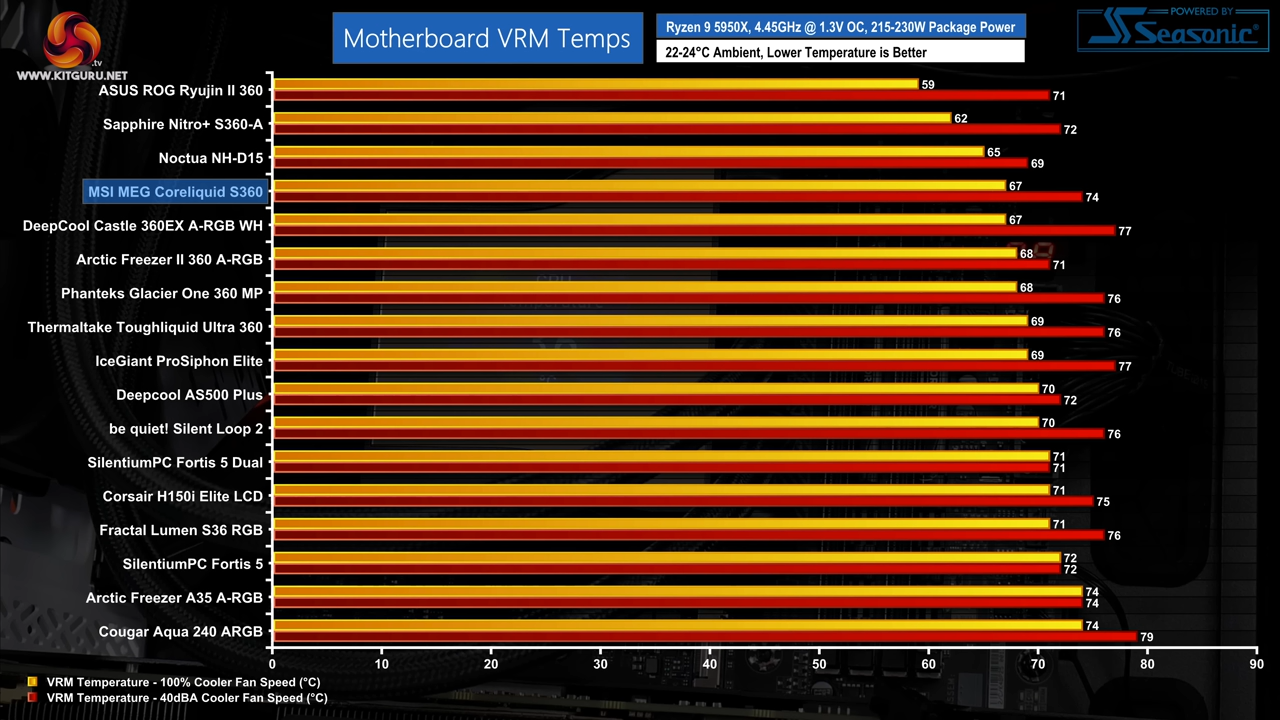 Motherboard VRM Temps
Ryzen 9 5950X, 4.45GHz @ 1.3V OC, 215-230W Package Power
22-24°C Ambient, Lower Temperature is Better
POWERED BY
Seasonic
.tv
WWW.KITGURU.NET
ASUS ROG Ryujin II 360 59 71
Sapphire Nitro+ S360-A 62 72
Noctua NH-D15 65 69
MSI MEG Coreliquid S360 67 74
DeepCool Castle 360EX A-RGB WH 67 77
Arctic Freezer II 360 A-RGB 68 71
Phanteks Glacier One 360 MP 68 76
Thermaltake Toughliquid Ultra 360 69 76
IceGiant ProSiphon Elite 69 77
Deepcool AS500 Plus 70 72
be quiet! Silent Loop 2 70 76
SilentiumPC Fortis 5 Dual 71 71
Corsair H150i Elite LCD 71 75
Fractal Lumen S36 RGB 71 76
SilentiumPC Fortis 5 72 72
Arctic Freezer A35 A-RGB 74 74
Cougar Aqua 240 ARGB 74 79
0 10 20 30 40 50 60 70 80 90
VRM Temperature - 100% Cooler Fan Speed (°C)
VRM Temperature - 40dBA Cooler Fan Speed (°C)